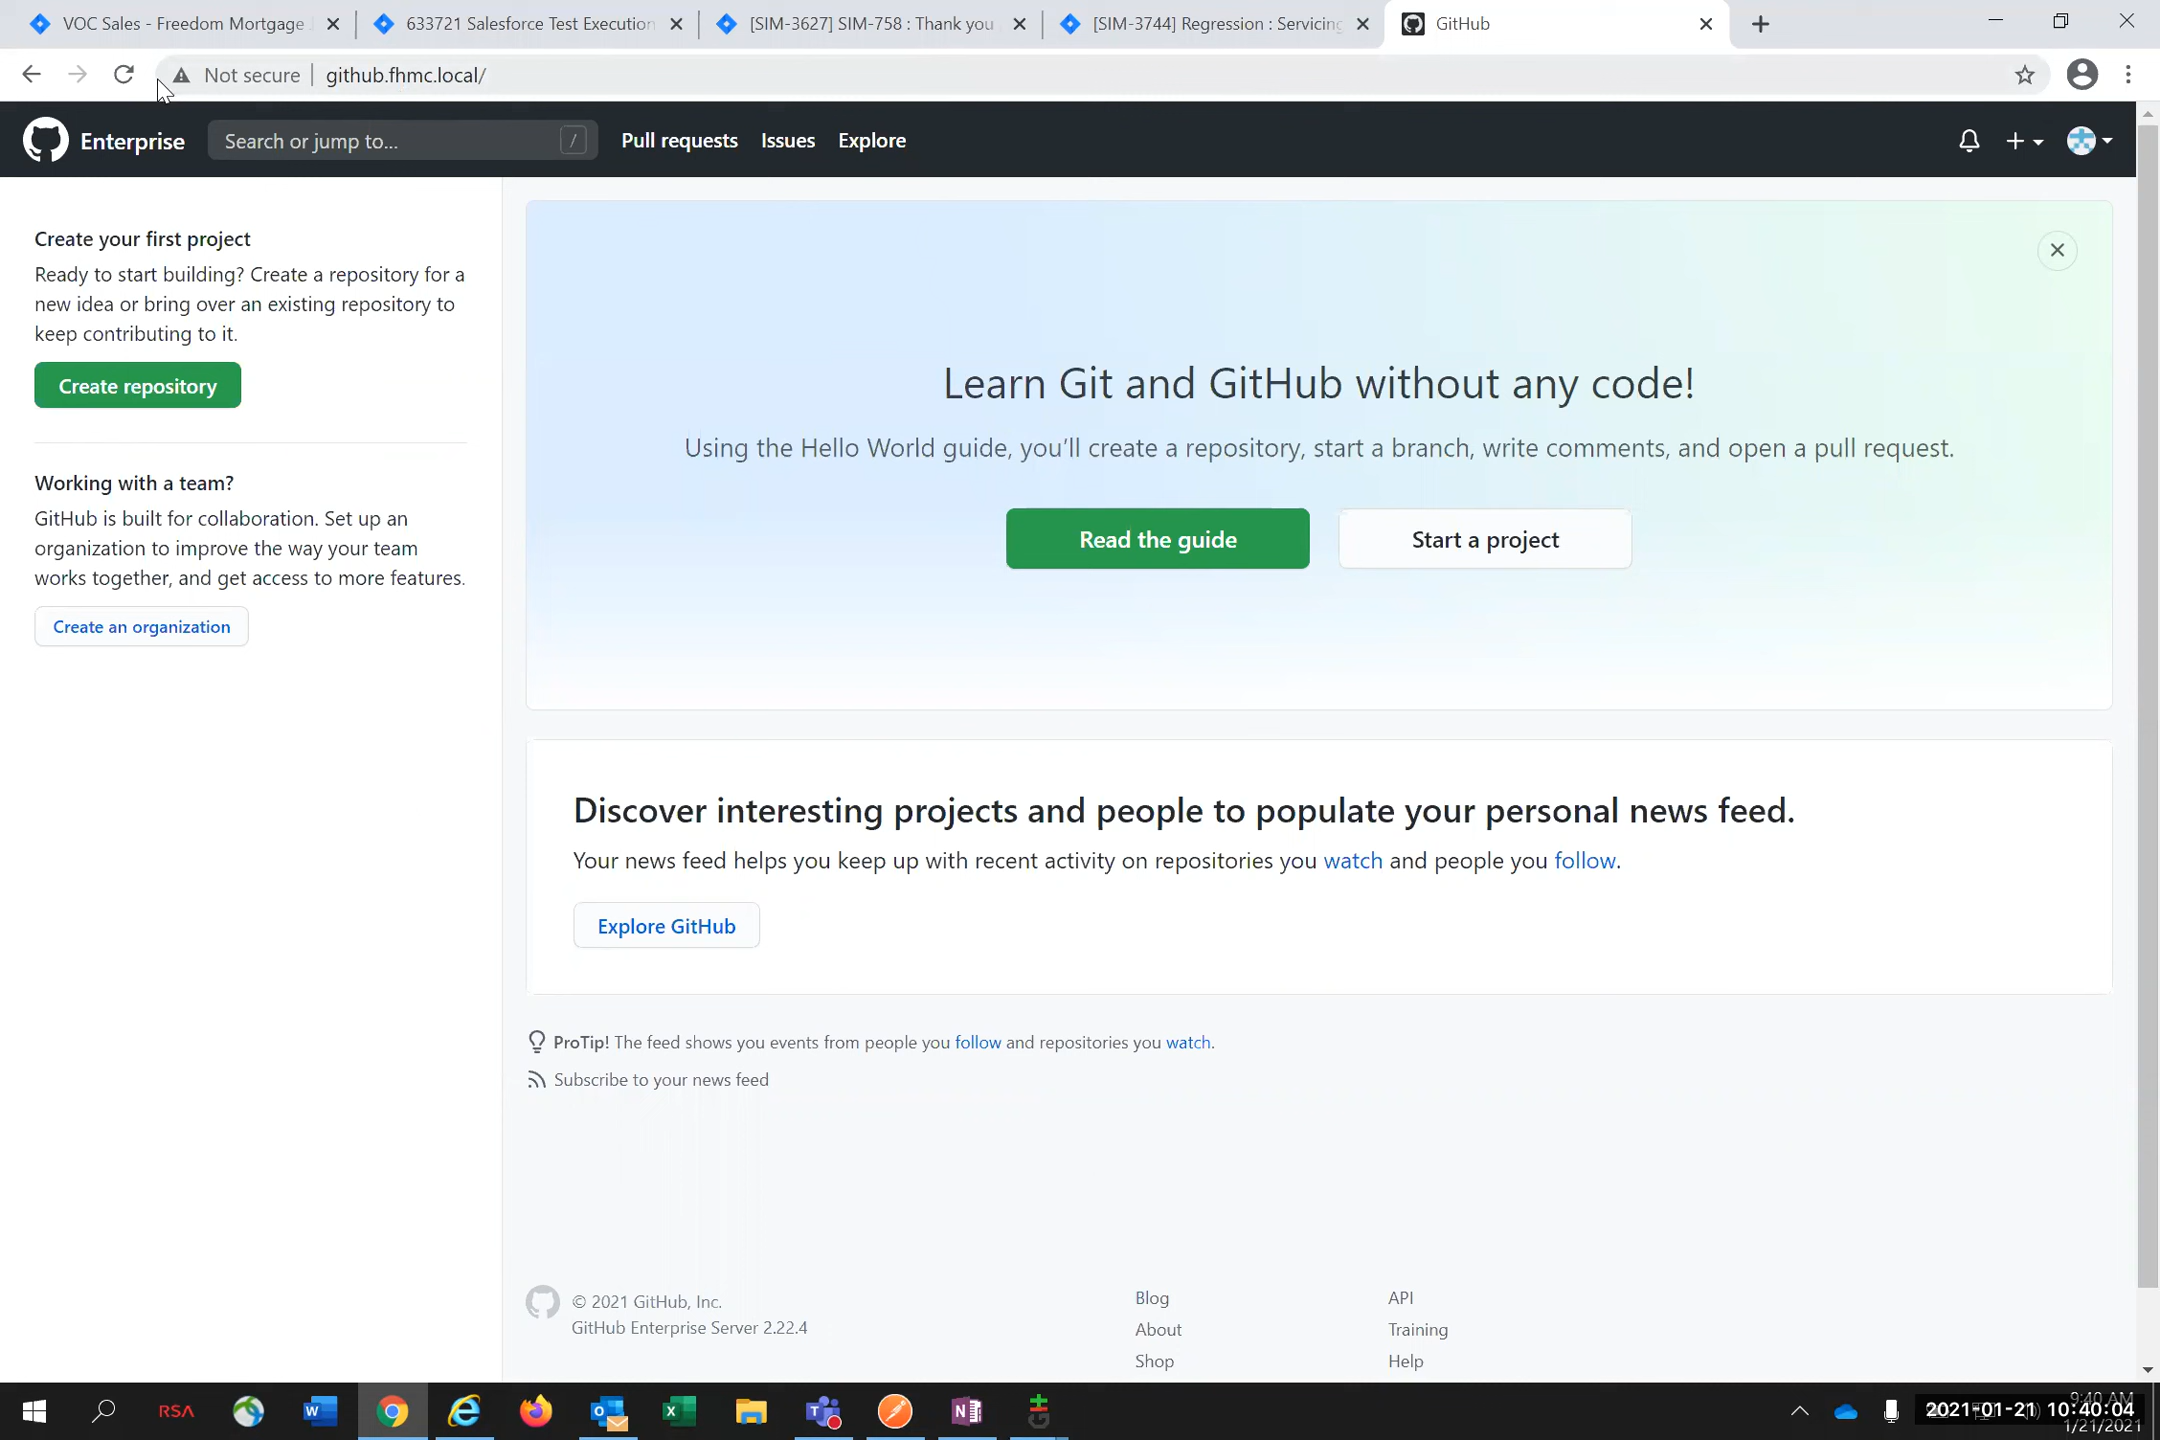 VOC Sales - Freedom Mortgage J
633721 Salesforce Test Execution
[SIM-3627] SIM-758 : Thank you
[SIM-3744] Regression : Servicing
GitHub
Not secure | github.fhmc.local/
Enterprise
Search or jump to...
/
Pull requests
Issues
Explore
Create your first project
Ready to start building? Create a repository for a
new idea or bring over an existing repository to
keep contributing to it.
Create repository
Working with a team?
GitHub is built for collaboration. Set up an
organization to improve the way your team
works together, and get access to more features.
Create an organization
Learn Git and GitHub without any code!
Using the Hello World guide, you'll create a repository, start a branch, write comments, and open a pull request.
Read the guide
Start a project
Discover interesting projects and people to populate your personal news feed.
Your news feed helps you keep up with recent activity on repositories you watch and people you follow.
Explore GitHub
ProTip! The feed shows you events from people you follow and repositories you watch.
Subscribe to your news feed
© 2021 GitHub, Inc.
GitHub Enterprise Server 2.22.4
Blog
About
Shop
API
Training
Help
RSA
9:40 AM
2021-01-21 10:40:04
1/21/2021